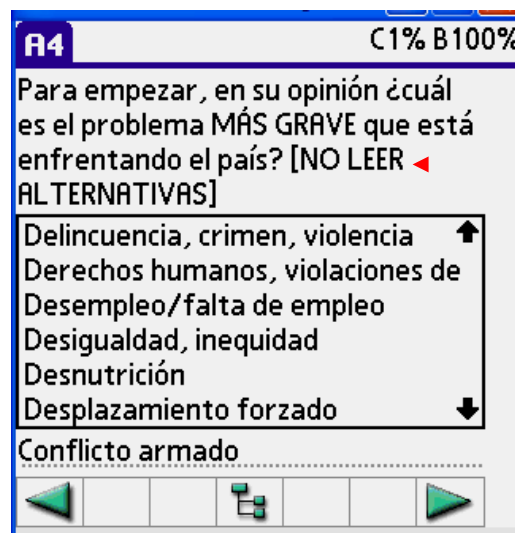 A4
C1% B100%
Para empezar, en su opinión ¿cuál
es el problema MÁS GRAVE que está
enfrentando el país? [NO LEER
ALTERNATIVAS]
Delincuencia, crimen, violencia
Derechos humanos, violaciones de
Desempleo/falta de empleo
Desigualdad, inequidad
Desnutrición
Desplazamiento forzado
Conflicto armado